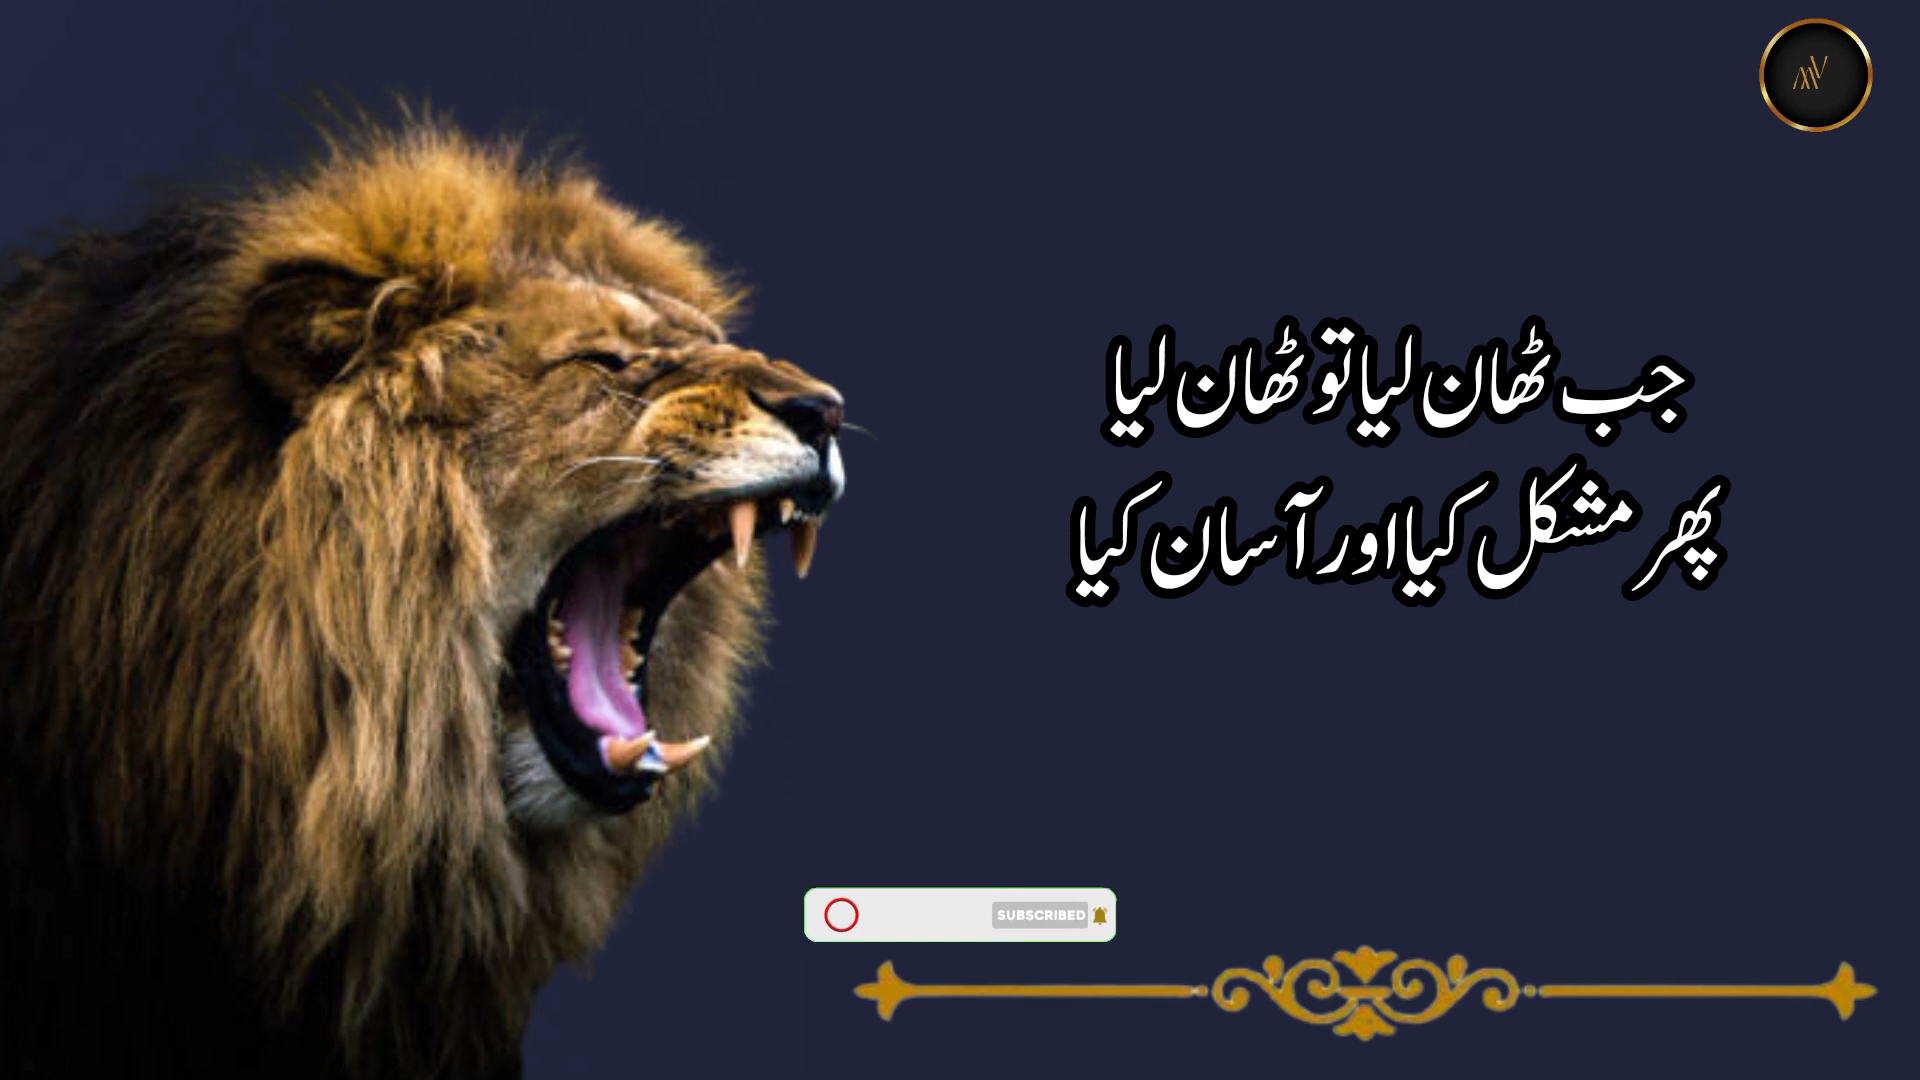 جب ٹھان لیا تو ٹھان لیا
پھر مشکل کیا اور آسان کیا
SUBSCRIBED